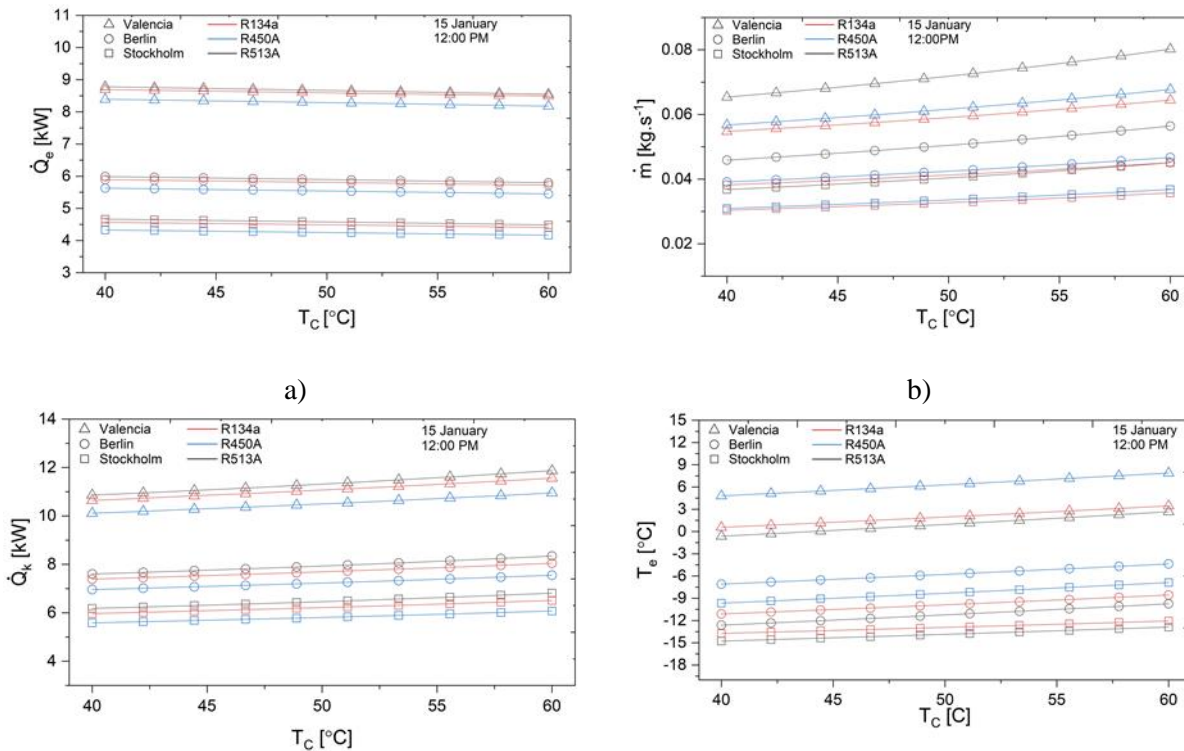 Valencia R134a 15 January
Berlin R450A 12:00 PM
Stockholm R513A
11
10
9
8
7
6
5
4
3
Q̇e [kW]
40 45 50 55 60
TC [°C]
a)
Valencia R134a 15 January
Berlin R450A 12:00PM
Stockholm R513A
0.08
0.06
0.04
0.02
ṁ [kg.s⁻¹]
40 45 50 55 60
TC [°C]
b)
Valencia R134a 15 January
Berlin R450A 12:00 PM
Stockholm R513A
14
12
10
8
6
4
Q̇k [kW]
40 45 50 55 60
TC [°C]
Valencia R134a 15 January
Berlin R450A 12:00 PM
Stockholm R513A
15
12
9
6
3
0
-3
-6
-9
-12
-15
-18
Te [°C]
40 45 50 55 60
TC [C]